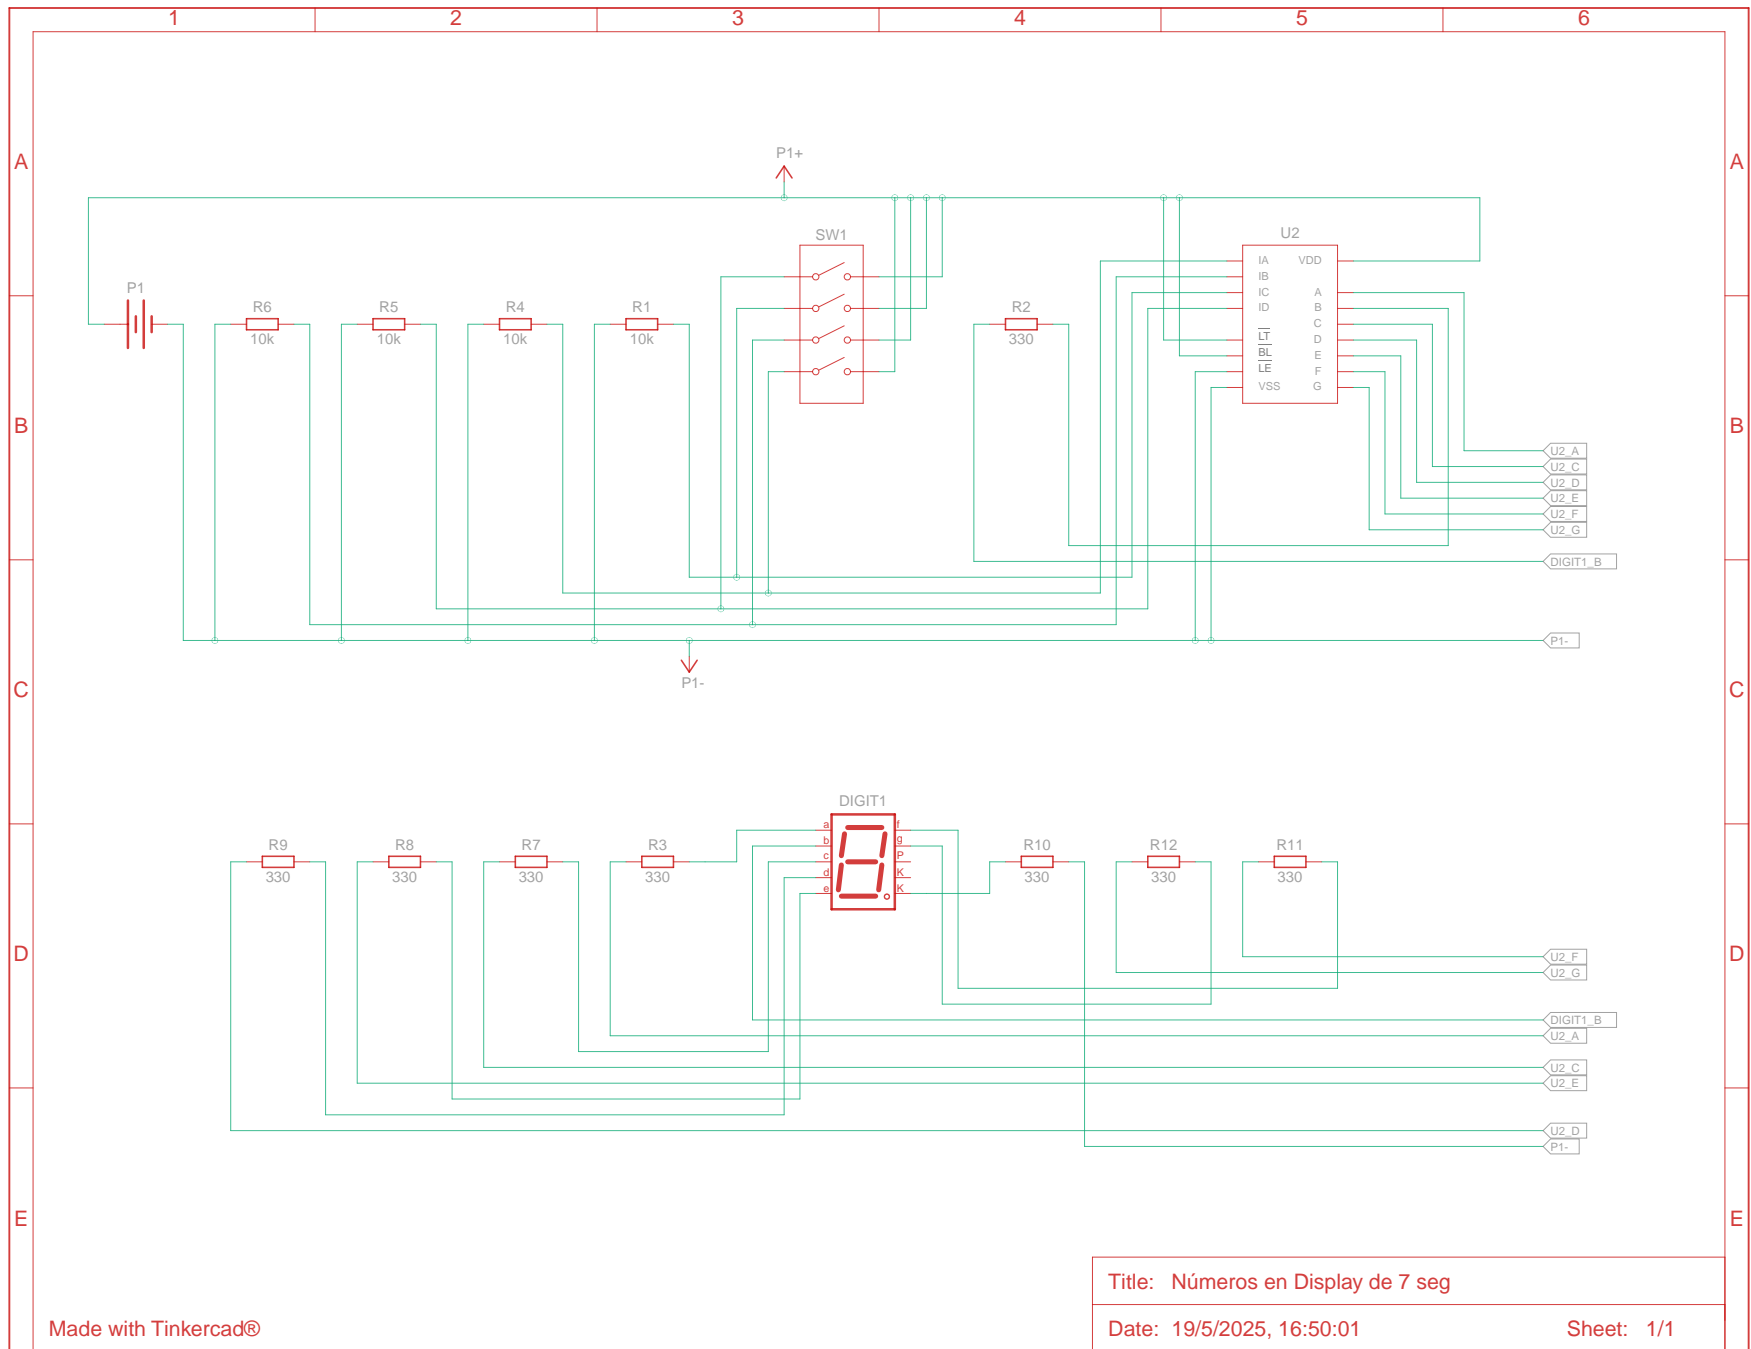 1 2 3 4 5 6
A A
P1+
SW1 U2
IA VDD
IB
IC A
ID B
C
LT D
BL E
LE F
VSS G
P1 R6 R5 R4 R1 R2
10k 10k 10k 10k 330
B B
U2_A
U2_C
U2_D
U2_E
U2_F
U2_G
DIGIT1_B
P1-
P1-
C C
DIGIT1
a f
b g
c P
d K
e K
R9 R8 R7 R3 R10 R12 R11
330 330 330 330 330 330 330
D D
U2_F
U2_G
DIGIT1_B
U2_A
U2_C
U2_E
U2_D
P1-
E E
Title: Números en Display de 7 seg
Made with Tinkercad® Date: 19/5/2025, 16:50:01 Sheet: 1/1